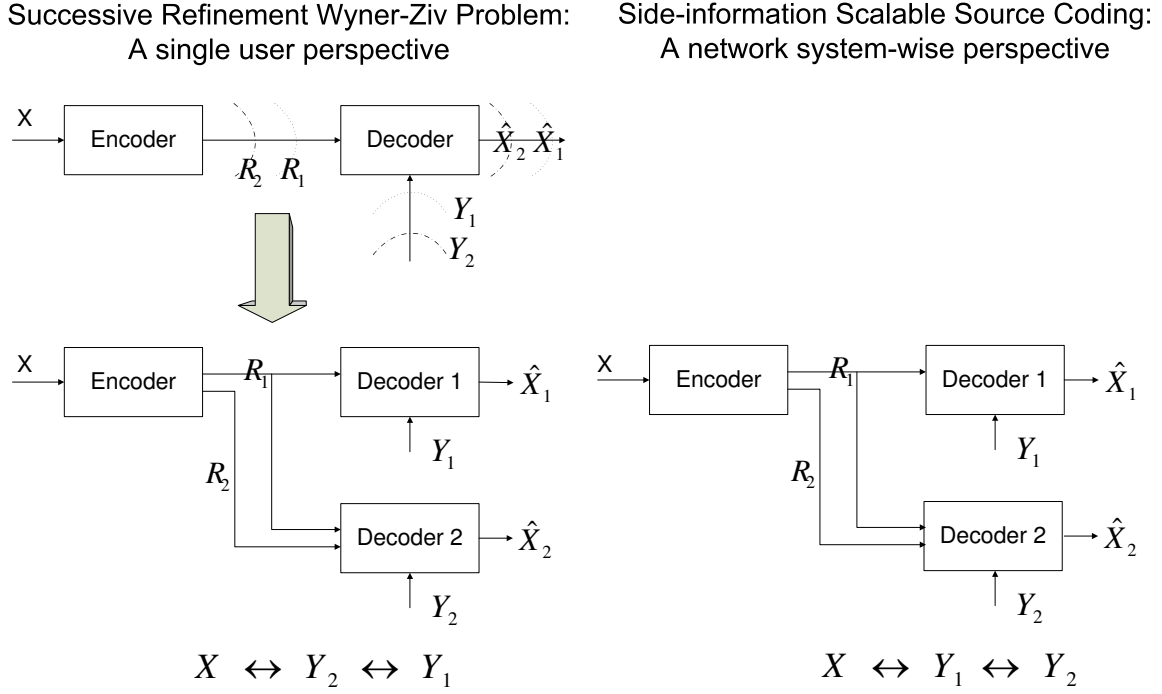 Successive Refinement Wyner-Ziv Problem:
A single user perspective
X
Encoder
R₂ R₁
Decoder
X̂₂ X̂₁
Y₁
Y₂
X
Encoder
R₁
R₂
Decoder 1
X̂₁
Y₁
Decoder 2
X̂₂
Y₂
X ↔ Y₂ ↔ Y₁
Side-information Scalable Source Coding:
A network system-wise perspective
X
Encoder
R₁
R₂
Decoder 1
X̂₁
Y₁
Decoder 2
X̂₂
Y₂
X ↔ Y₁ ↔ Y₂